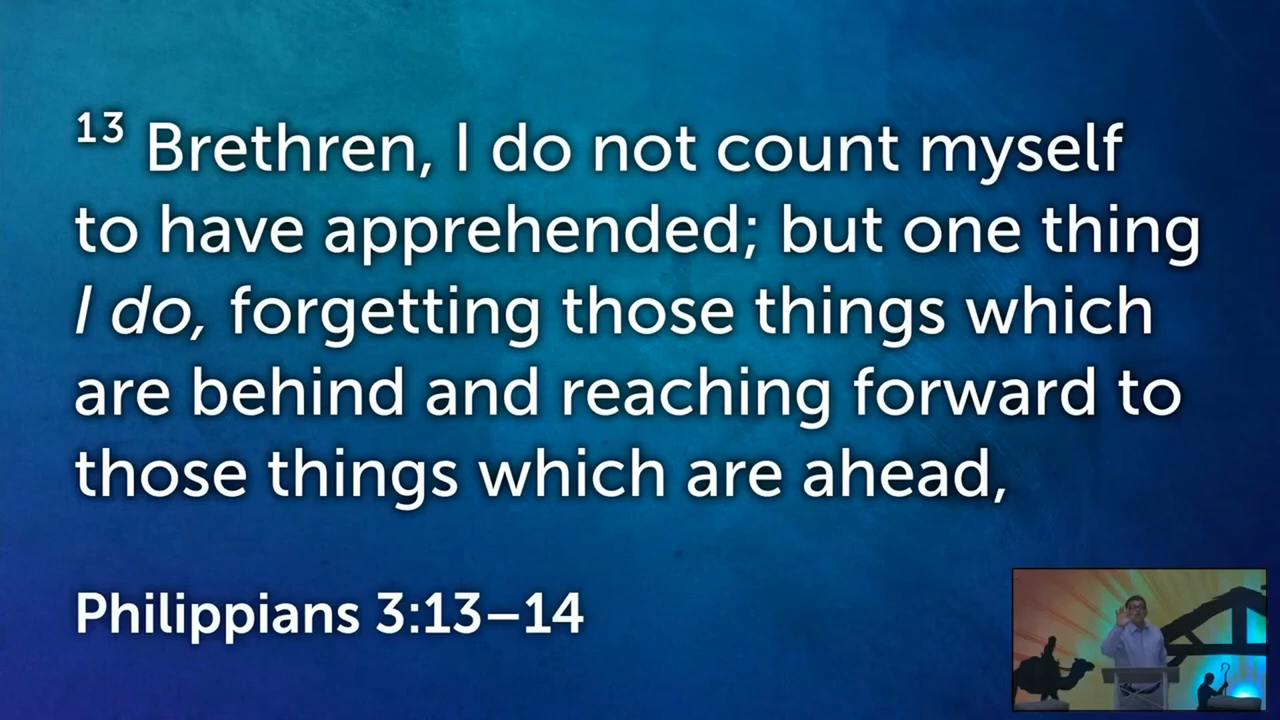 13 Brethren, I do not count myself
to have apprehended; but one thing
I do, forgetting those things which
are behind and reaching forward to
those things which are ahead,
Philippians 3:13–14